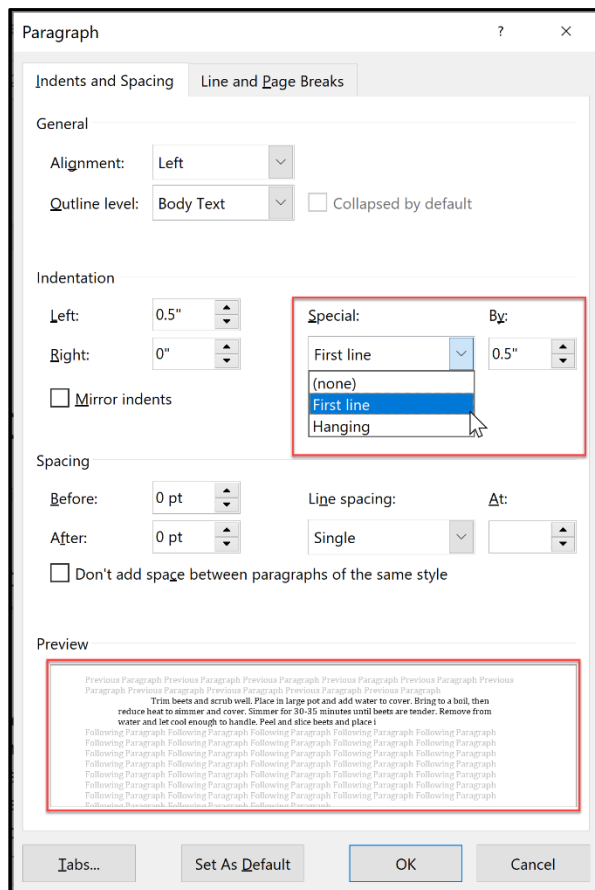 Paragraph ? ×
Indents and Spacing Line and Page Breaks
General
Alignment: Left
Outline level: Body Text Collapsed by default
Indentation
Left: 0.5" Special: By:
Right: 0" First line 0.5"
(none)
Mirror indents First line
Hanging
Spacing
Before: 0 pt Line spacing: At:
After: 0 pt Single
Don't add space between paragraphs of the same style
Preview
Previous Paragraph Previous Paragraph Previous Paragraph Previous Paragraph Previous Paragraph Previous
Paragraph Previous Paragraph Previous Paragraph Previous Paragraph
Trim beets and scrub well. Place in large pot and add water to cover. Bring to a boil, then
reduce heat to simmer and cover. Simmer for 30-35 minutes until beets are tender. Remove from
water and let cool enough to handle. Peel and slice beets and place i
Following Paragraph Following Paragraph Following Paragraph Following Paragraph Following Paragraph
Following Paragraph Following Paragraph Following Paragraph Following Paragraph Following Paragraph
Following Paragraph Following Paragraph Following Paragraph Following Paragraph Following Paragraph
Following Paragraph Following Paragraph Following Paragraph Following Paragraph Following Paragraph
Following Paragraph Following Paragraph Following Paragraph Following Paragraph Following Paragraph
Following Paragraph Following Paragraph Following Paragraph Following Paragraph Following Paragraph
Following Paragraph Following Paragraph Following Paragraph Following Paragraph Following Paragraph
Following Paragraph Following Paragraph Following Paragraph
Tabs... Set As Default OK Cancel